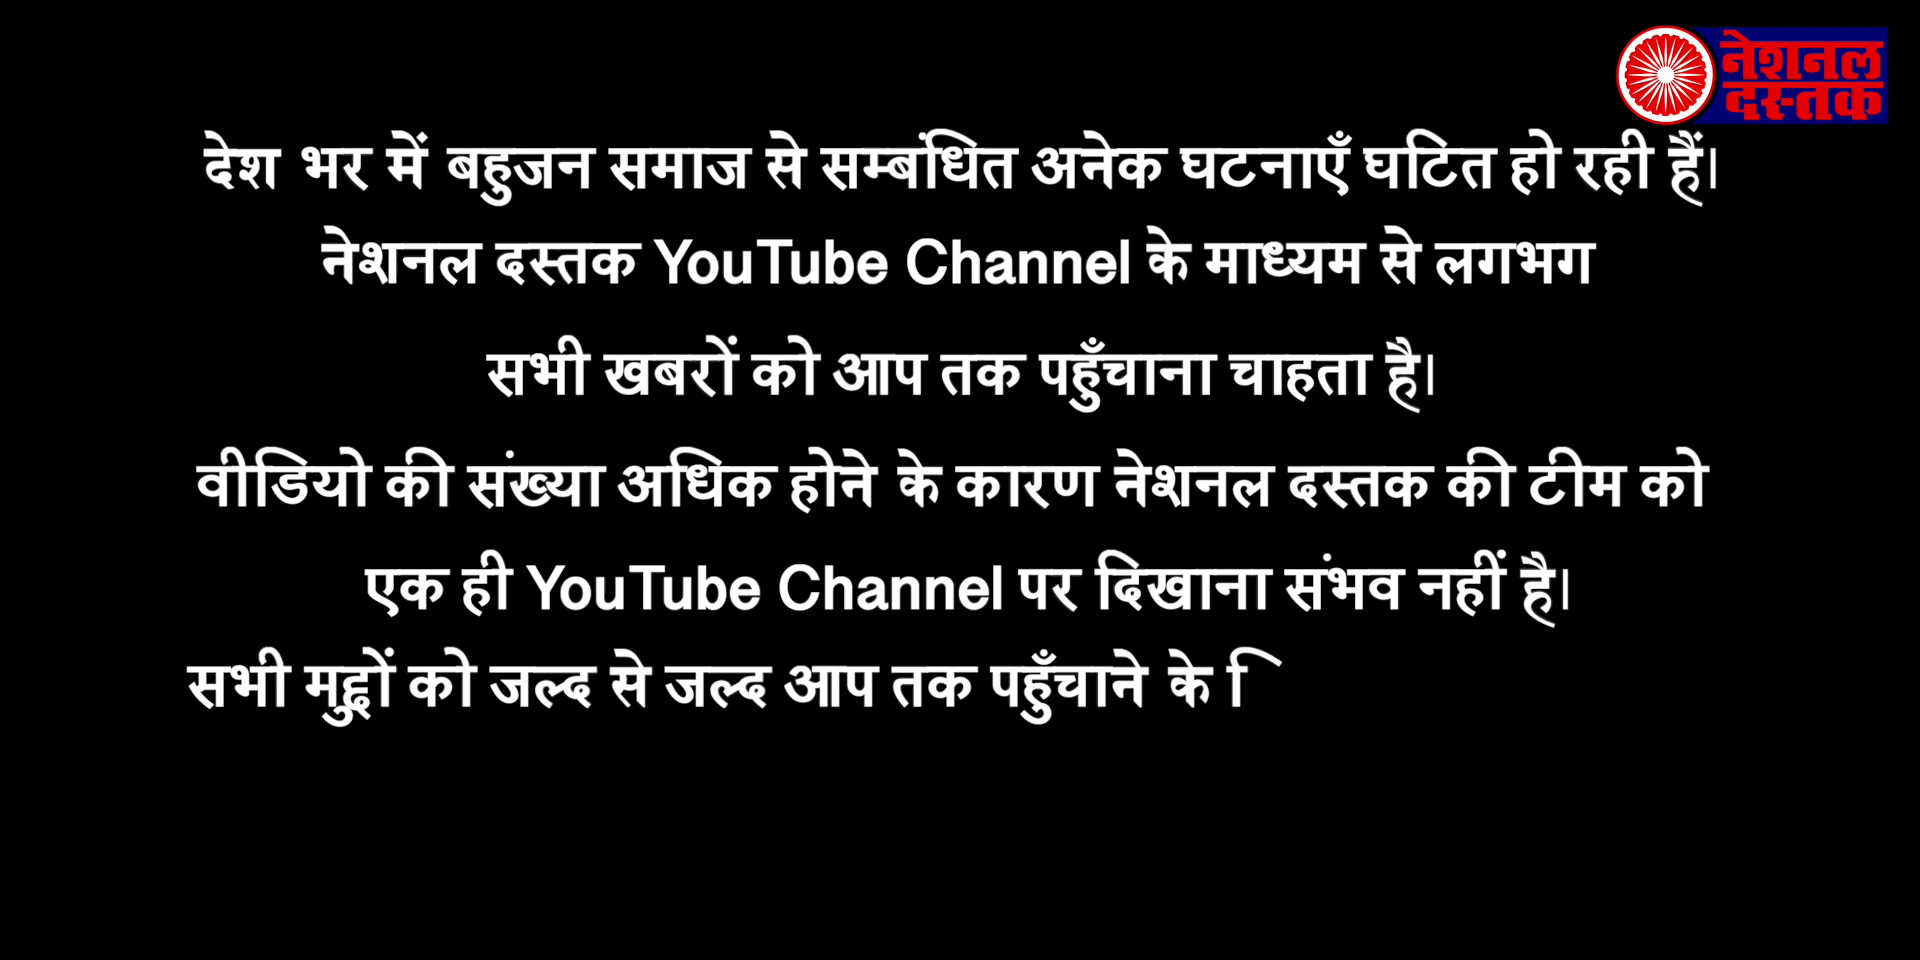 नेशनल
दस्तक
देश भर में बहुजन समाज से सम्बंधित अनेक घटनाएँ घटित हो रही हैं।
नेशनल दस्तक YouTube Channel के माध्यम से लगभग
सभी खबरों को आप तक पहुँचाना चाहता है।
वीडियो की संख्या अधिक होने के कारण नेशनल दस्तक की टीम को
एक ही YouTube Channel पर दिखाना संभव नहीं है।
सभी मुद्दों को जल्द से जल्द आप तक पहुँचाने के ि